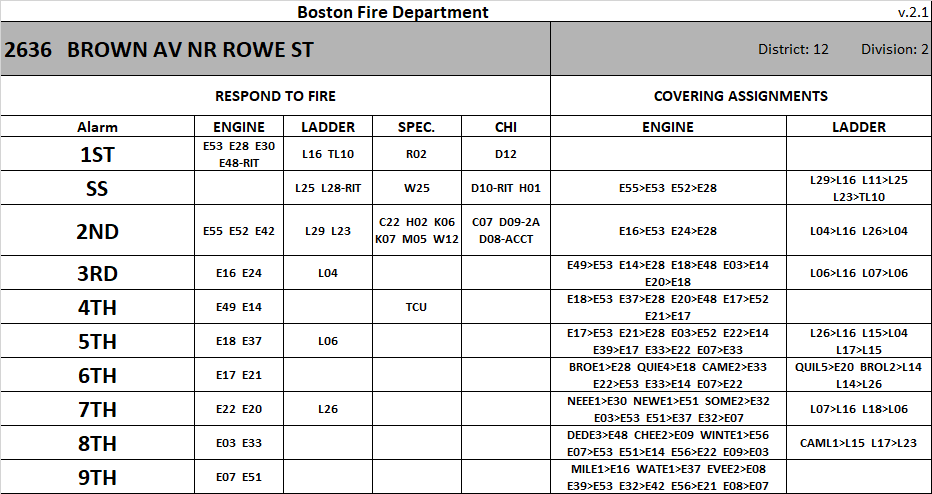 Boston Fire Department v.2.1
2636 BROWN AV NR ROWE ST District: 12 Division: 2
RESPOND TO FIRE COVERING ASSIGNMENTS
Alarm ENGINE LADDER SPEC. CHI ENGINE LADDER
1ST E53 E28 E30 E48-RIT L16 TL10 R02 D12
SS L25 L28-RIT W25 D10-RIT H01 E55>E53 E52>E28 L29>L16 L11>L25
L23>TL10
2ND E55 E52 E42 L29 L23 C22 H02 K06
K07 M05 W12 C07 D09-2A
D08-ACCT E16>E53 E24>E28 L04>L16 L26>L04
3RD E16 E24 L04 E49>E53 E14>E28 E18>E48 E03>E14
E20>E18 L06>L16 L07>L06
4TH E49 E14 TCU E18>E53 E37>E28 E20>E48 E17>E52
E21>E17
5TH E18 E37 L06 E17>E53 E21>E28 E03>E52 E22>E14
E39>E17 E33>E22 E07>E33 L26>L16 L15>L04
L17>L15
6TH E17 E21 BROE1>E28 QUIE4>E18 CAME2>E33
E22>E53 E33>E14 E07>E22 QUIL5>E20 BROL2>L14
L14>L26
7TH E22 E20 L26 NEEE1>E30 NEWE1>E51 SOME2>E32
E03>E53 E51>E37 E32>E07 L07>L16 L18>L06
8TH E03 E33 DEDE3>E48 CHEE2>E09 WINTE1>E56
E07>E53 E51>E14 E56>E22 E09>E03 CAML1>L15 L17>L23
9TH E07 E51 MILE1>E16 WATE1>E37 EVEE2>E08
E39>E53 E32>E42 E56>E21 E08>E07